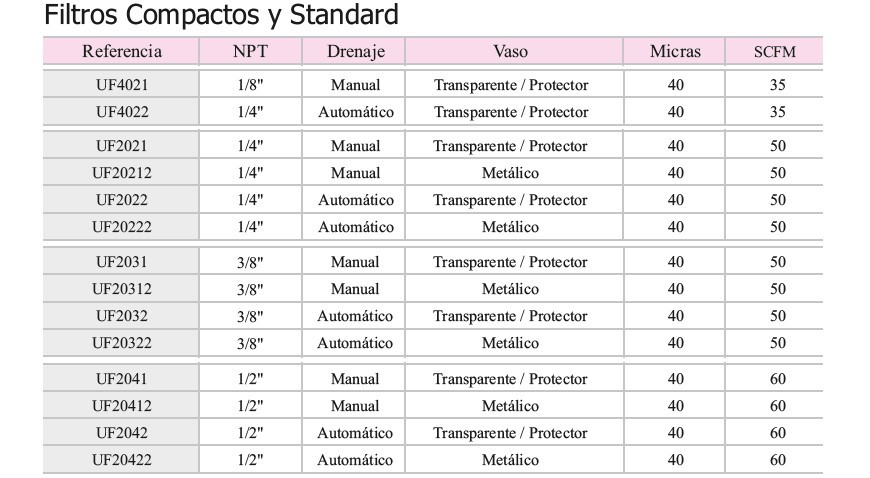 Filtros Compactos y Standard
Referencia NPT Drenaje Vaso Micras SCFM
UF4021 1/8" Manual Transparente / Protector 40 35
UF4022 1/4" Automático Transparente / Protector 40 35
UF2021 1/4" Manual Transparente / Protector 40 50
UF20212 1/4" Manual Metálico 40 50
UF2022 1/4" Automático Transparente / Protector 40 50
UF20222 1/4" Automático Metálico 40 50
UF2031 3/8" Manual Transparente / Protector 40 50
UF20312 3/8" Manual Metálico 40 50
UF2032 3/8" Automático Transparente / Protector 40 50
UF20322 3/8" Automático Metálico 40 50
UF2041 1/2" Manual Transparente / Protector 40 60
UF20412 1/2" Manual Metálico 40 60
UF2042 1/2" Automático Transparente / Protector 40 60
UF20422 1/2" Automático Metálico 40 60